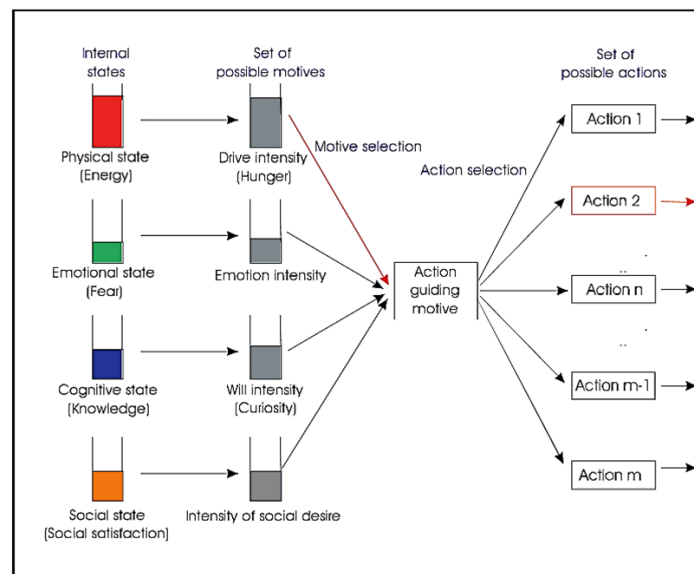 Internal
states
Set of
possible motives
Set of
possible actions
Physical state
(Energy)
Drive intensity
(Hunger)
Motive selection
Action selection
Action 1
Emotional state
(Fear)
Emotion intensity
Action
guiding
motive
Action 2
..
Action n
..
Cognitive state
(Knowledge)
Will intensity
(Curiosity)
Action m-1
Social state
(Social satisfaction)
Intensity of social desire
Action m